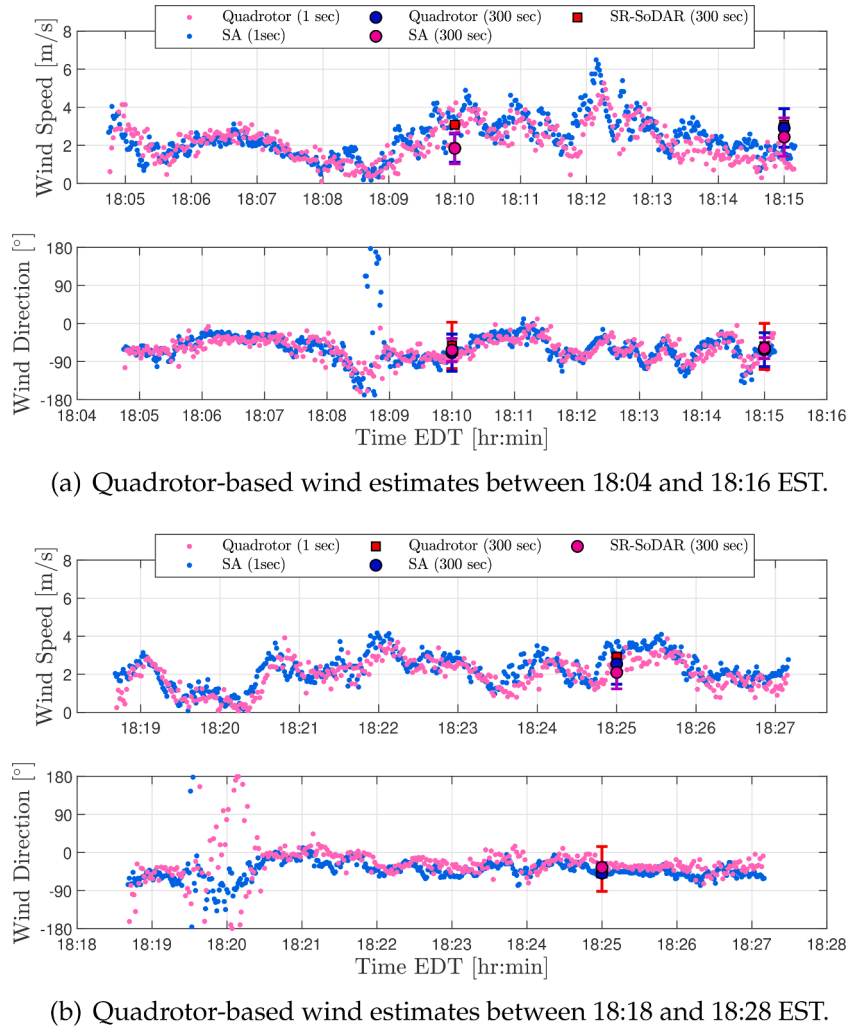 Quadrotor (1 sec) Quadrotor (300 sec) SR-SoDAR (300 sec)
SA (1sec) SA (300 sec)
Wind Speed [m/s]
8
6
4
2
0
18:05 18:06 18:07 18:08 18:09 18:10 18:11 18:12 18:13 18:14 18:15
Wind Direction [°]
180
90
0
-90
-180
18:04 18:05 18:06 18:07 18:08 18:09 18:10 18:11 18:12 18:13 18:14 18:15 18:16
Time EDT [hr:min]
(a) Quadrotor-based wind estimates between 18:04 and 18:16 EST.
Quadrotor (1 sec) Quadrotor (300 sec) SR-SoDAR (300 sec)
SA (1sec) SA (300 sec)
Wind Speed [m/s]
8
6
4
2
0
18:19 18:20 18:21 18:22 18:23 18:24 18:25 18:26 18:27
Wind Direction [°]
180
90
0
-90
-180
18:18 18:19 18:20 18:21 18:22 18:23 18:24 18:25 18:26 18:27 18:28
Time EDT [hr:min]
(b) Quadrotor-based wind estimates between 18:18 and 18:28 EST.